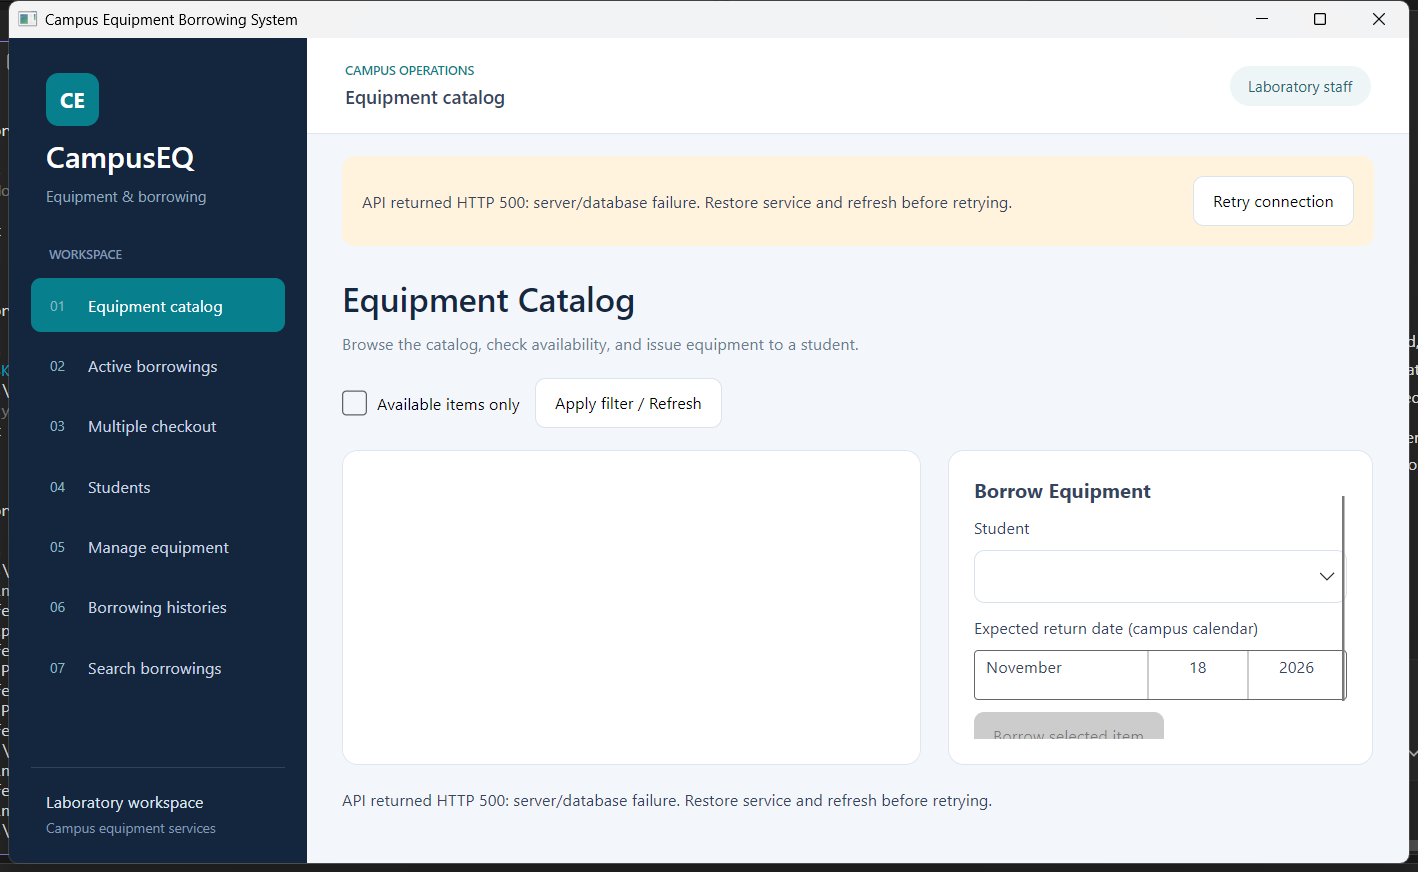 Campus Equipment Borrowing System
CE
CampusEQ
Equipment & borrowing
WORKSPACE
01 Equipment catalog
02 Active borrowings
03 Multiple checkout
04 Students
05 Manage equipment
06 Borrowing histories
07 Search borrowings
Laboratory workspace
Campus equipment services
CAMPUS OPERATIONS
Equipment catalog
Laboratory staff
API returned HTTP 500: server/database failure. Restore service and refresh before retrying.
Retry connection
Equipment Catalog
Browse the catalog, check availability, and issue equipment to a student.
Available items only
Apply filter / Refresh
Borrow Equipment
Student
Expected return date (campus calendar)
November 18 2026
Borrow selected item
API returned HTTP 500: server/database failure. Restore service and refresh before retrying.